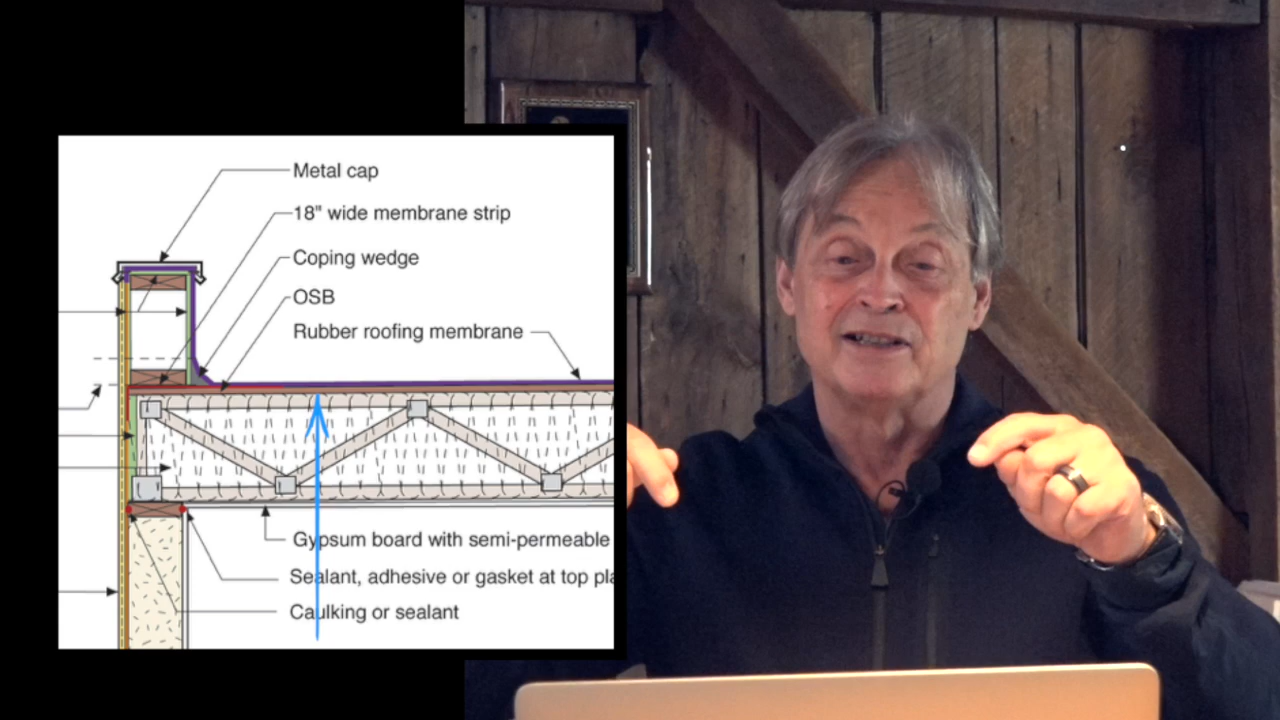 Metal cap
18" wide membrane strip
Coping wedge
OSB
Rubber roofing membrane
Gypsum board with semi-permeable
Sealant, adhesive or gasket at top
Caulking or sealant